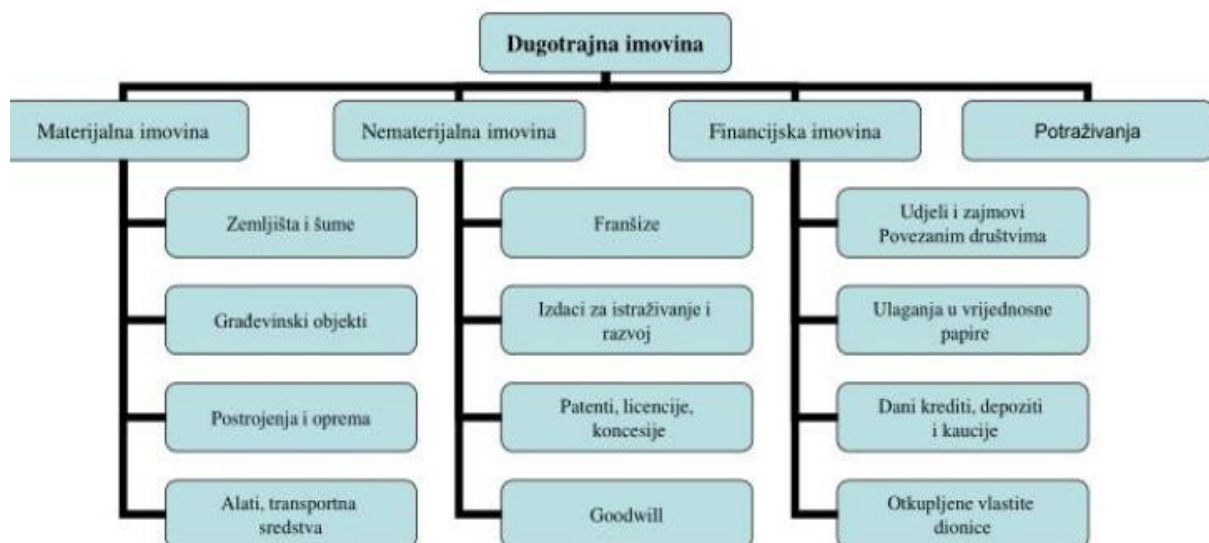 Dugotrajna imovina
Materijalna imovina
Nematerijalna imovina
Financijska imovina
Potraživanja
Zemljišta i šume
Franšize
Udjeli i zajmovi
Povezanim društvima
Građevinski objekti
Izdaci za istraživanje i
razvoj
Ulaganja u vrijednosne
papire
Postrojenja i oprema
Patenti, licencije,
koncesije
Dani krediti, depoziti
i kaucije
Alati, transportna
sredstva
Goodwill
Otkupljene vlastite
dionice